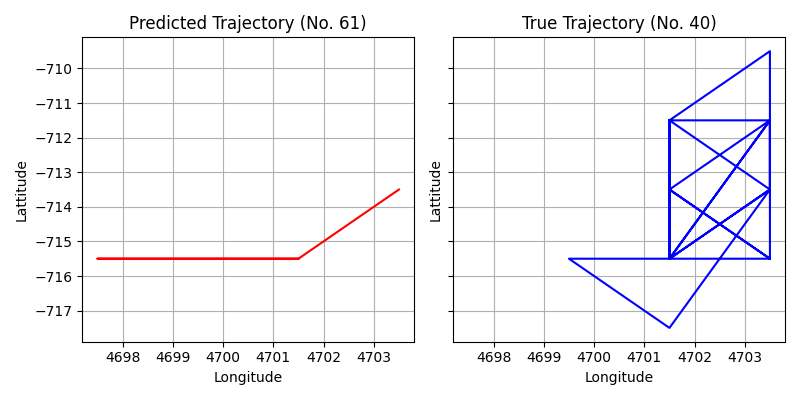 Predicted Trajectory (No. 61)
True Trajectory (No. 40)
Lattitude
−710
−711
−712
−713
−714
−715
−716
−717
4698 4699 4700 4701 4702 4703
Longitude
Lattitude
4698 4699 4700 4701 4702 4703
Longitude